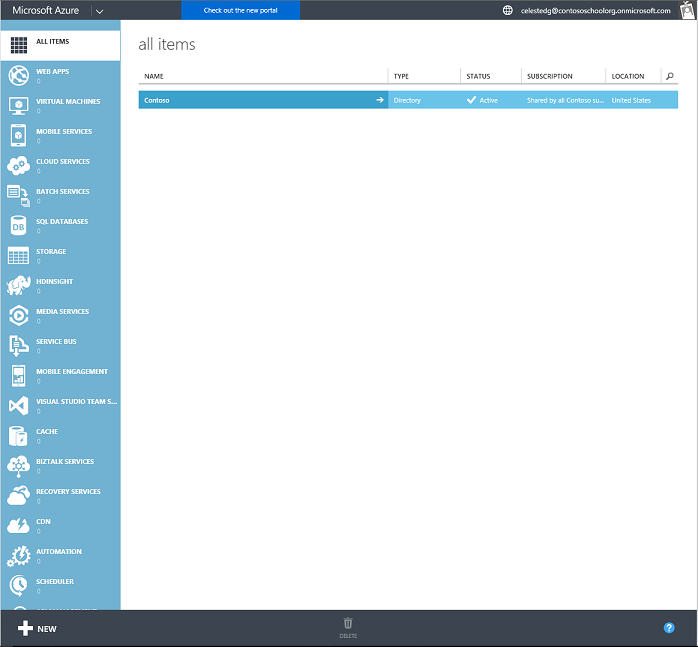 Microsoft Azure
Check out the new portal
celestedg@contososchoolorg.onmicrosoft.com
ALL ITEMS
WEB APPS
0
VIRTUAL MACHINES
0
MOBILE SERVICES
0
CLOUD SERVICES
0
BATCH SERVICES
0
SQL DATABASES
0
DB
STORAGE
0
HDINSIGHT
0
MEDIA SERVICES
0
SERVICE BUS
0
MOBILE ENGAGEMENT
0
VISUAL STUDIO TEAM S...
0
CACHE
0
BIZTALK SERVICES
0
RECOVERY SERVICES
0
CDN
0
AUTOMATION
0
SCHEDULER
0
all items
NAME TYPE STATUS SUBSCRIPTION LOCATION
Contoso Directory Active Shared by all Contoso su... United States
NEW
DELETE
?